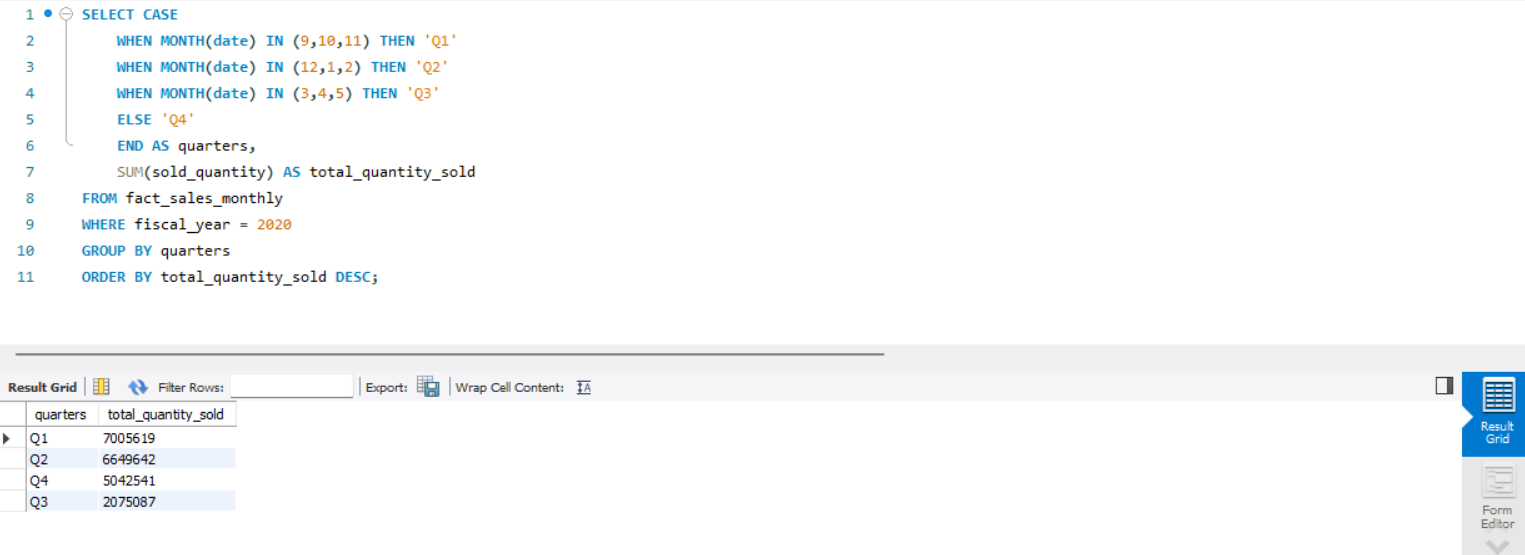 1 SELECT CASE
2 WHEN MONTH(date) IN (9,10,11) THEN 'Q1'
3 WHEN MONTH(date) IN (12,1,2) THEN 'Q2'
4 WHEN MONTH(date) IN (3,4,5) THEN 'Q3'
5 ELSE 'Q4'
6 END AS quarters,
7 SUM(sold_quantity) AS total_quantity_sold
8 FROM fact_sales_monthly
9 WHERE fiscal_year = 2020
10 GROUP BY quarters
11 ORDER BY total_quantity_sold DESC;
Result Grid Filter Rows: Export: Wrap Cell Content: IA
quarters total_quantity_sold
Q1 7005619
Q2 6649642
Q4 5042541
Q3 2075087
Result
Grid
Form
Editor